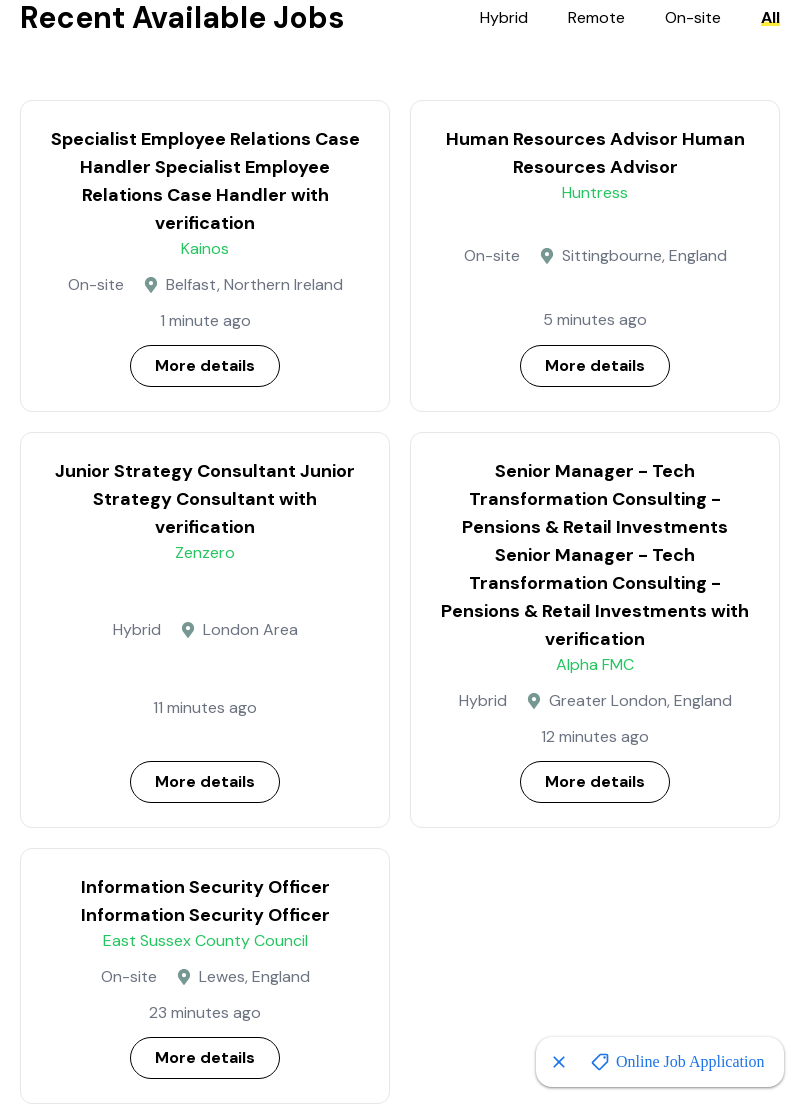 Recent Available Jobs
Hybrid Remote On-site All
Specialist Employee Relations Case
Handler Specialist Employee
Relations Case Handler with
verification
Kainos
On-site Belfast, Northern Ireland
1 minute ago
More details
Human Resources Advisor Human
Resources Advisor
Huntress
On-site Sittingbourne, England
5 minutes ago
More details
Junior Strategy Consultant Junior
Strategy Consultant with
verification
Zenzero
Hybrid London Area
11 minutes ago
More details
Senior Manager - Tech
Transformation Consulting -
Pensions & Retail Investments
Senior Manager - Tech
Transformation Consulting -
Pensions & Retail Investments with
verification
Alpha FMC
Hybrid Greater London, England
12 minutes ago
More details
Information Security Officer
Information Security Officer
East Sussex County Council
On-site Lewes, England
23 minutes ago
More details
Online Job Application